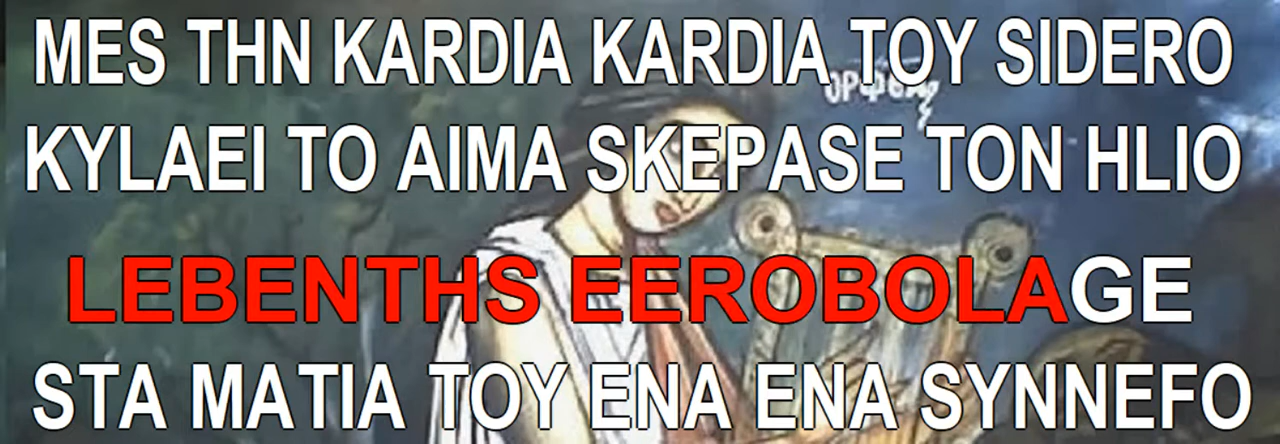 MES THN KARDIA KARDIA TOY SIDERO
ΟΡΦΕΥς
KYLAEI TO AIMA SKEPASE TON HLIO
LEBENTHS EEROBOLAGE
STA MATIA TOY ENA ENA SYNNEFO